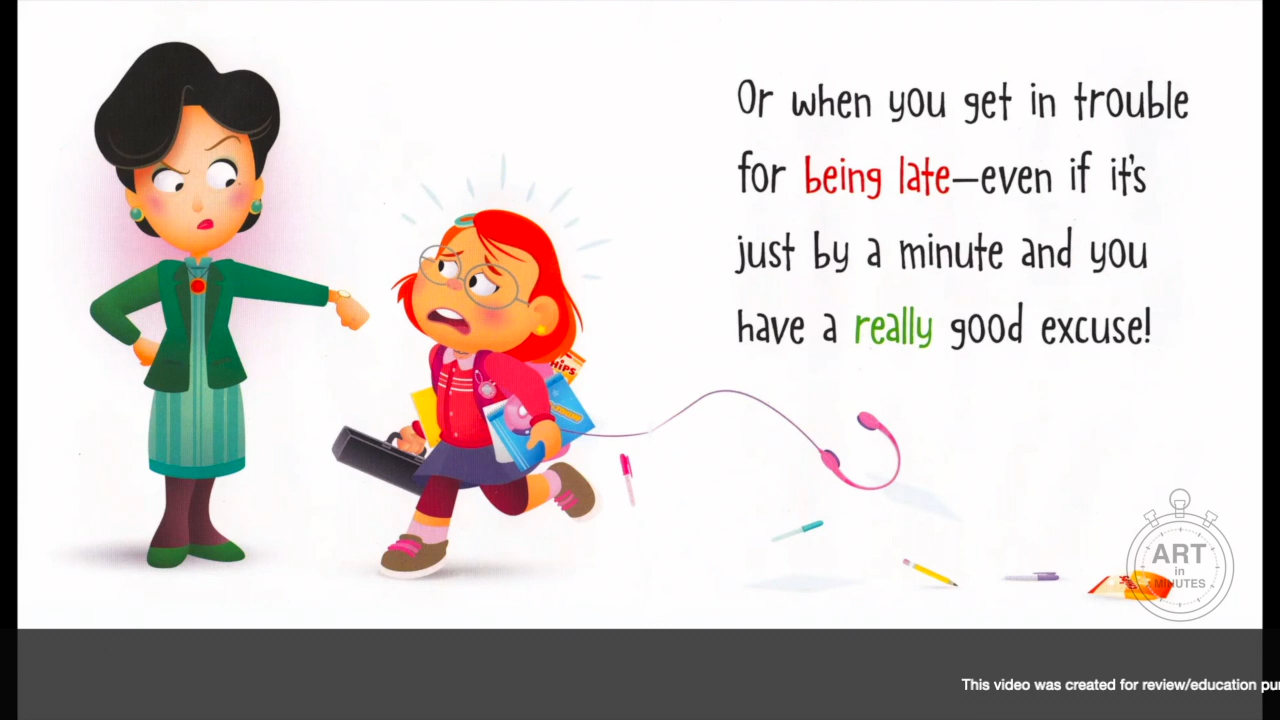 Or when you get in trouble
for being late—even if it's
just by a minute and you
have a really good excuse!
hips
ART
in
MINUTES
This video was created for review/education pu